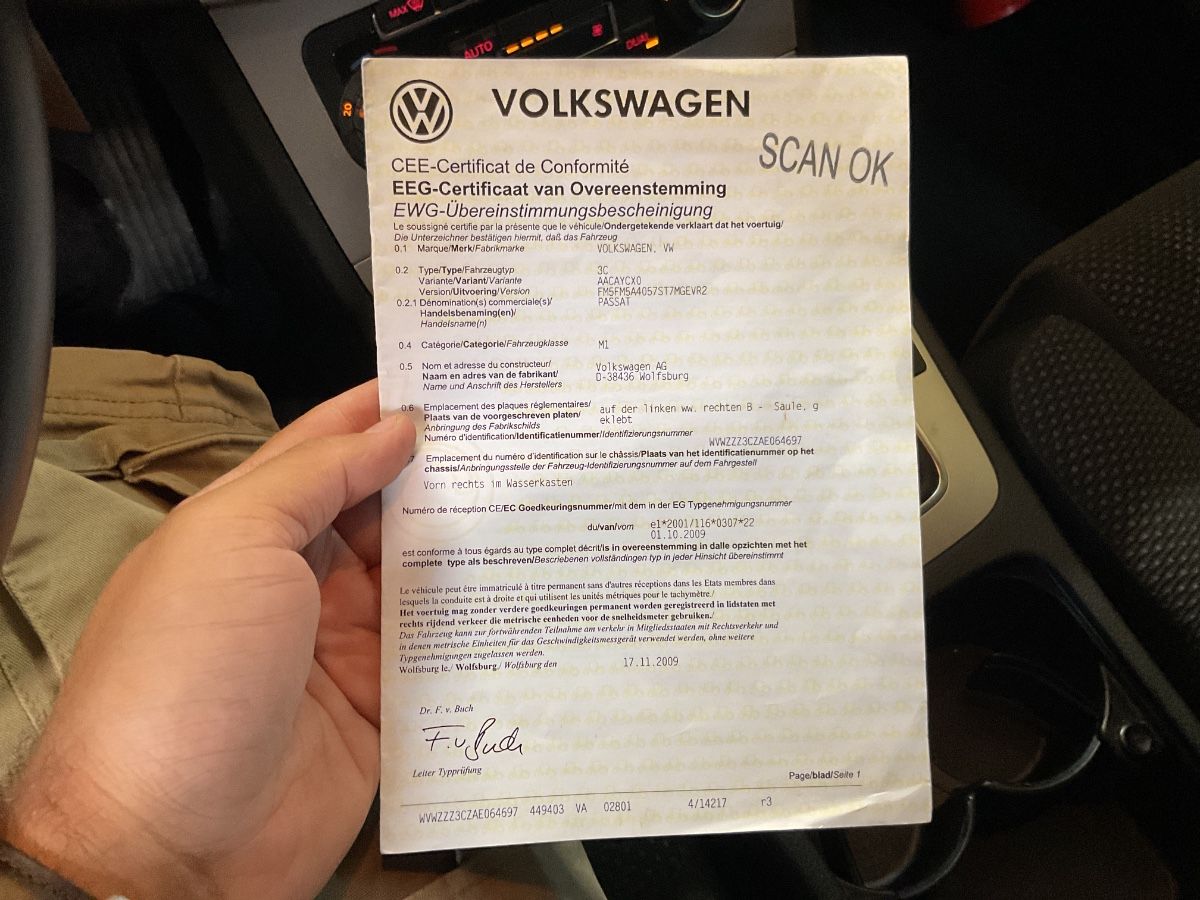 MAX
AUTO
DUAL
VOLKSWAGEN
SCAN OK
CEE-Certificat de Conformité
EEG-Certificaat van Overeenstemming
EWG-Übereinstimmungsbescheinigung
Le soussigné certifie par la présente que le véhicule/Ondergetekende verklaart dat het voertuig/
Die Unterzeichner bestätigen hiermit, daß das Fahrzeug
0.1 Marque/Merk/Fabrikmarke VOLKSWAGEN, VW
0.2 Type/Type/Fahrzeugtyp 3C
Variante/Variant/Variante AACAYCX0
Version/Uitvoering/Version FM5FM5A4057ST7MGEVR2
0.2.1 Dénomination(s) commerciale(s)/ PASSAT
Handelsbenaming(en)/
Handelsname(n)
0.4 Catégorie/Categorie/Fahrzeugklasse M1
0.5 Nom et adresse du constructeur/ Volkswagen AG
Naam en adres van de fabrikant/ D-38436 Wolfsburg
Name und Anschrift des Herstellers
0.6 Emplacement des plaques réglementaires/ auf der linken ww. rechten B - Saule, g
Plaats van de voorgeschreven platen/ eklebt
Anbringung des Fabrikschilds
Numéro d'identification/Identificatienummer/Identifizierungsnummer WVWZZZ3CZAE064697
7 Emplacement du numéro d'identification sur le châssis/Plaats van het identificatienummer op het
chassis/Anbringungsstelle der Fahrzeug-Identifizierungsnummer auf dem Fahrgestell
Vorn rechts im Wasserkasten
Numéro de réception CE/EC Goedkeuringsnummer/mit dem in der EG Typgenehmigungsnummer
e1*2001/116*0307*22
du/van/vom 01.10.2009
est conforme à tous égards au type complet décrit/is in overeenstemming in dalle opzichten met het
complete type als beschreven/Bescriebenen vollständingen typ in jeder Hinsicht übereinstimmt
Le véhicule peut être immatriculé à titre permanent sans d'autres réceptions dans les Etats membres dans
lesquels la conduite est à droite et qui utilisent les unités métriques pour le tachymètre./
Het voertuig mag zonder verdere goedkeuringen permanent worden geregistreerd in lidstaten met
rechts rijdend verkeer die metrische eenheden voor de snelheidsmeter gebruiken./
Das Fahrzeug kann zur fortwährenden Teilnahme am verkehr in Mitgliedsstaaten mit Rechtsverkehr und
in denen metrische Einheiten für das Geschwindigkeitsmessgerät verwendet werden, ohne weitere
Typgenehmigungen zugelassen werden.
Wolfsburg le./ Wolfsburg/ Wolfsburg den 17.11.2009
Dr. F. v. Buch
F. v. Buch
Leiter Typprüfung
Page/blad/Seite 1
WVWZZZ3CZAE064697 449403 VA 02801 4/14217 r3